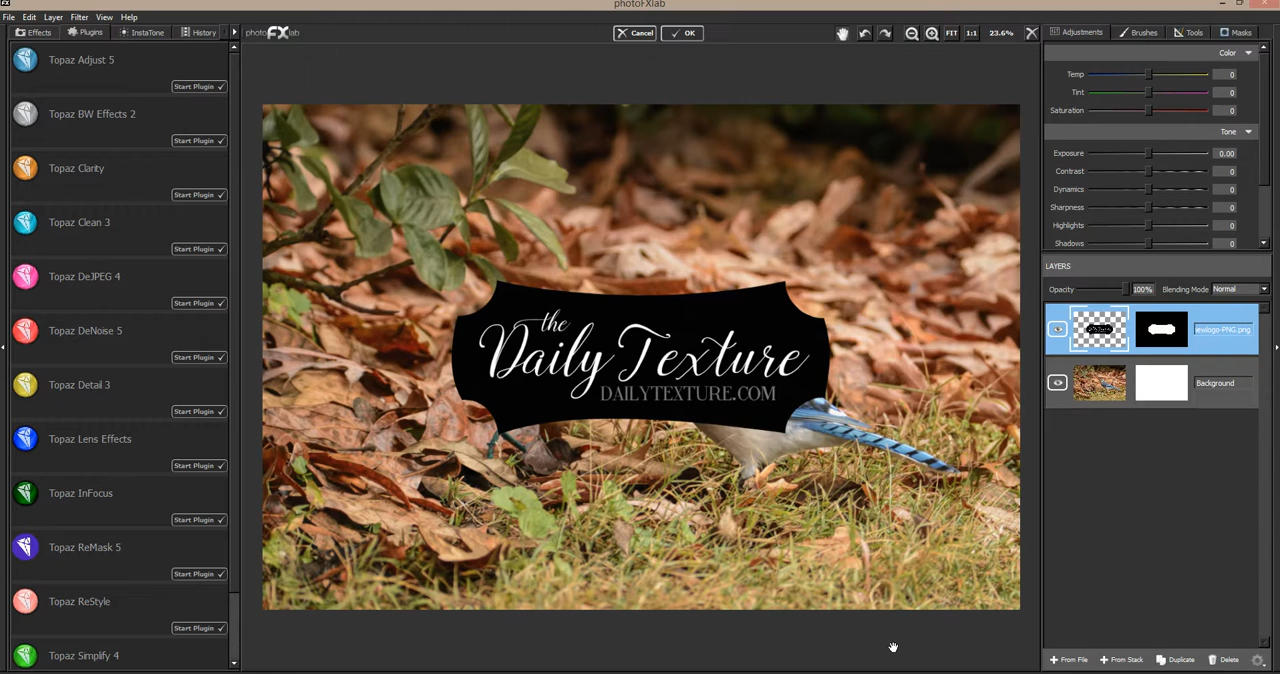 photoFXlab
File Edit Layer Filter View Help
Effects Plugins InstaTone History
photoFXlab
Cancel OK
FIT 1:1 23.6%
Adjustments Brushes Tools Masks
Topaz Adjust 5
Start Plugin
Topaz BW Effects 2
Start Plugin
Topaz Clarity
Start Plugin
Topaz Clean 3
Start Plugin
Topaz DeJPEG 4
Start Plugin
Topaz DeNoise 5
Start Plugin
Topaz Detail 3
Start Plugin
Topaz Lens Effects
Start Plugin
Topaz InFocus
Start Plugin
Topaz ReMask 5
Start Plugin
Topaz ReStyle
Start Plugin
Topaz Simplify 4
the
Daily Texture
DAILYTEXTURE.COM
Color
Temp 0
Tint 0
Saturation 0
Tone
Exposure 0.00
Contrast 0
Dynamics 0
Sharpness 0
Highlights 0
Shadows 0
LAYERS
Opacity 100% Blending Mode Normal
ewlogo-PNG.png
Background
From File From Stack Duplicate Delete